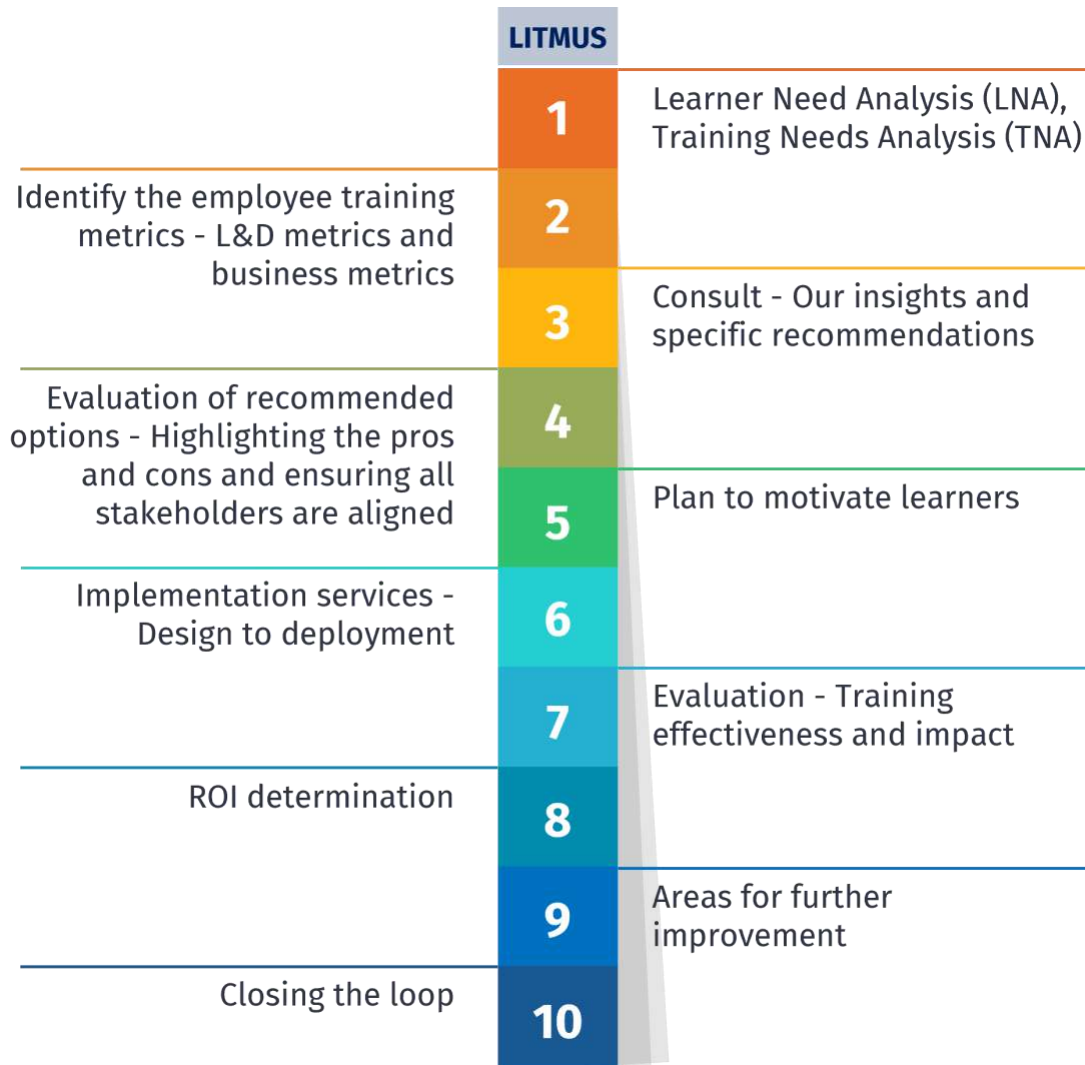 LITMUS
1
Learner Need Analysis (LNA),
Training Needs Analysis (TNA)
2
Identify the employee training
metrics - L&D metrics and
business metrics
3
Consult - Our insights and
specific recommendations
4
Evaluation of recommended
options - Highlighting the pros
and cons and ensuring all
stakeholders are aligned
5
Plan to motivate learners
6
Implementation services -
Design to deployment
7
Evaluation - Training
effectiveness and impact
8
ROI determination
9
Areas for further
improvement
10
Closing the loop